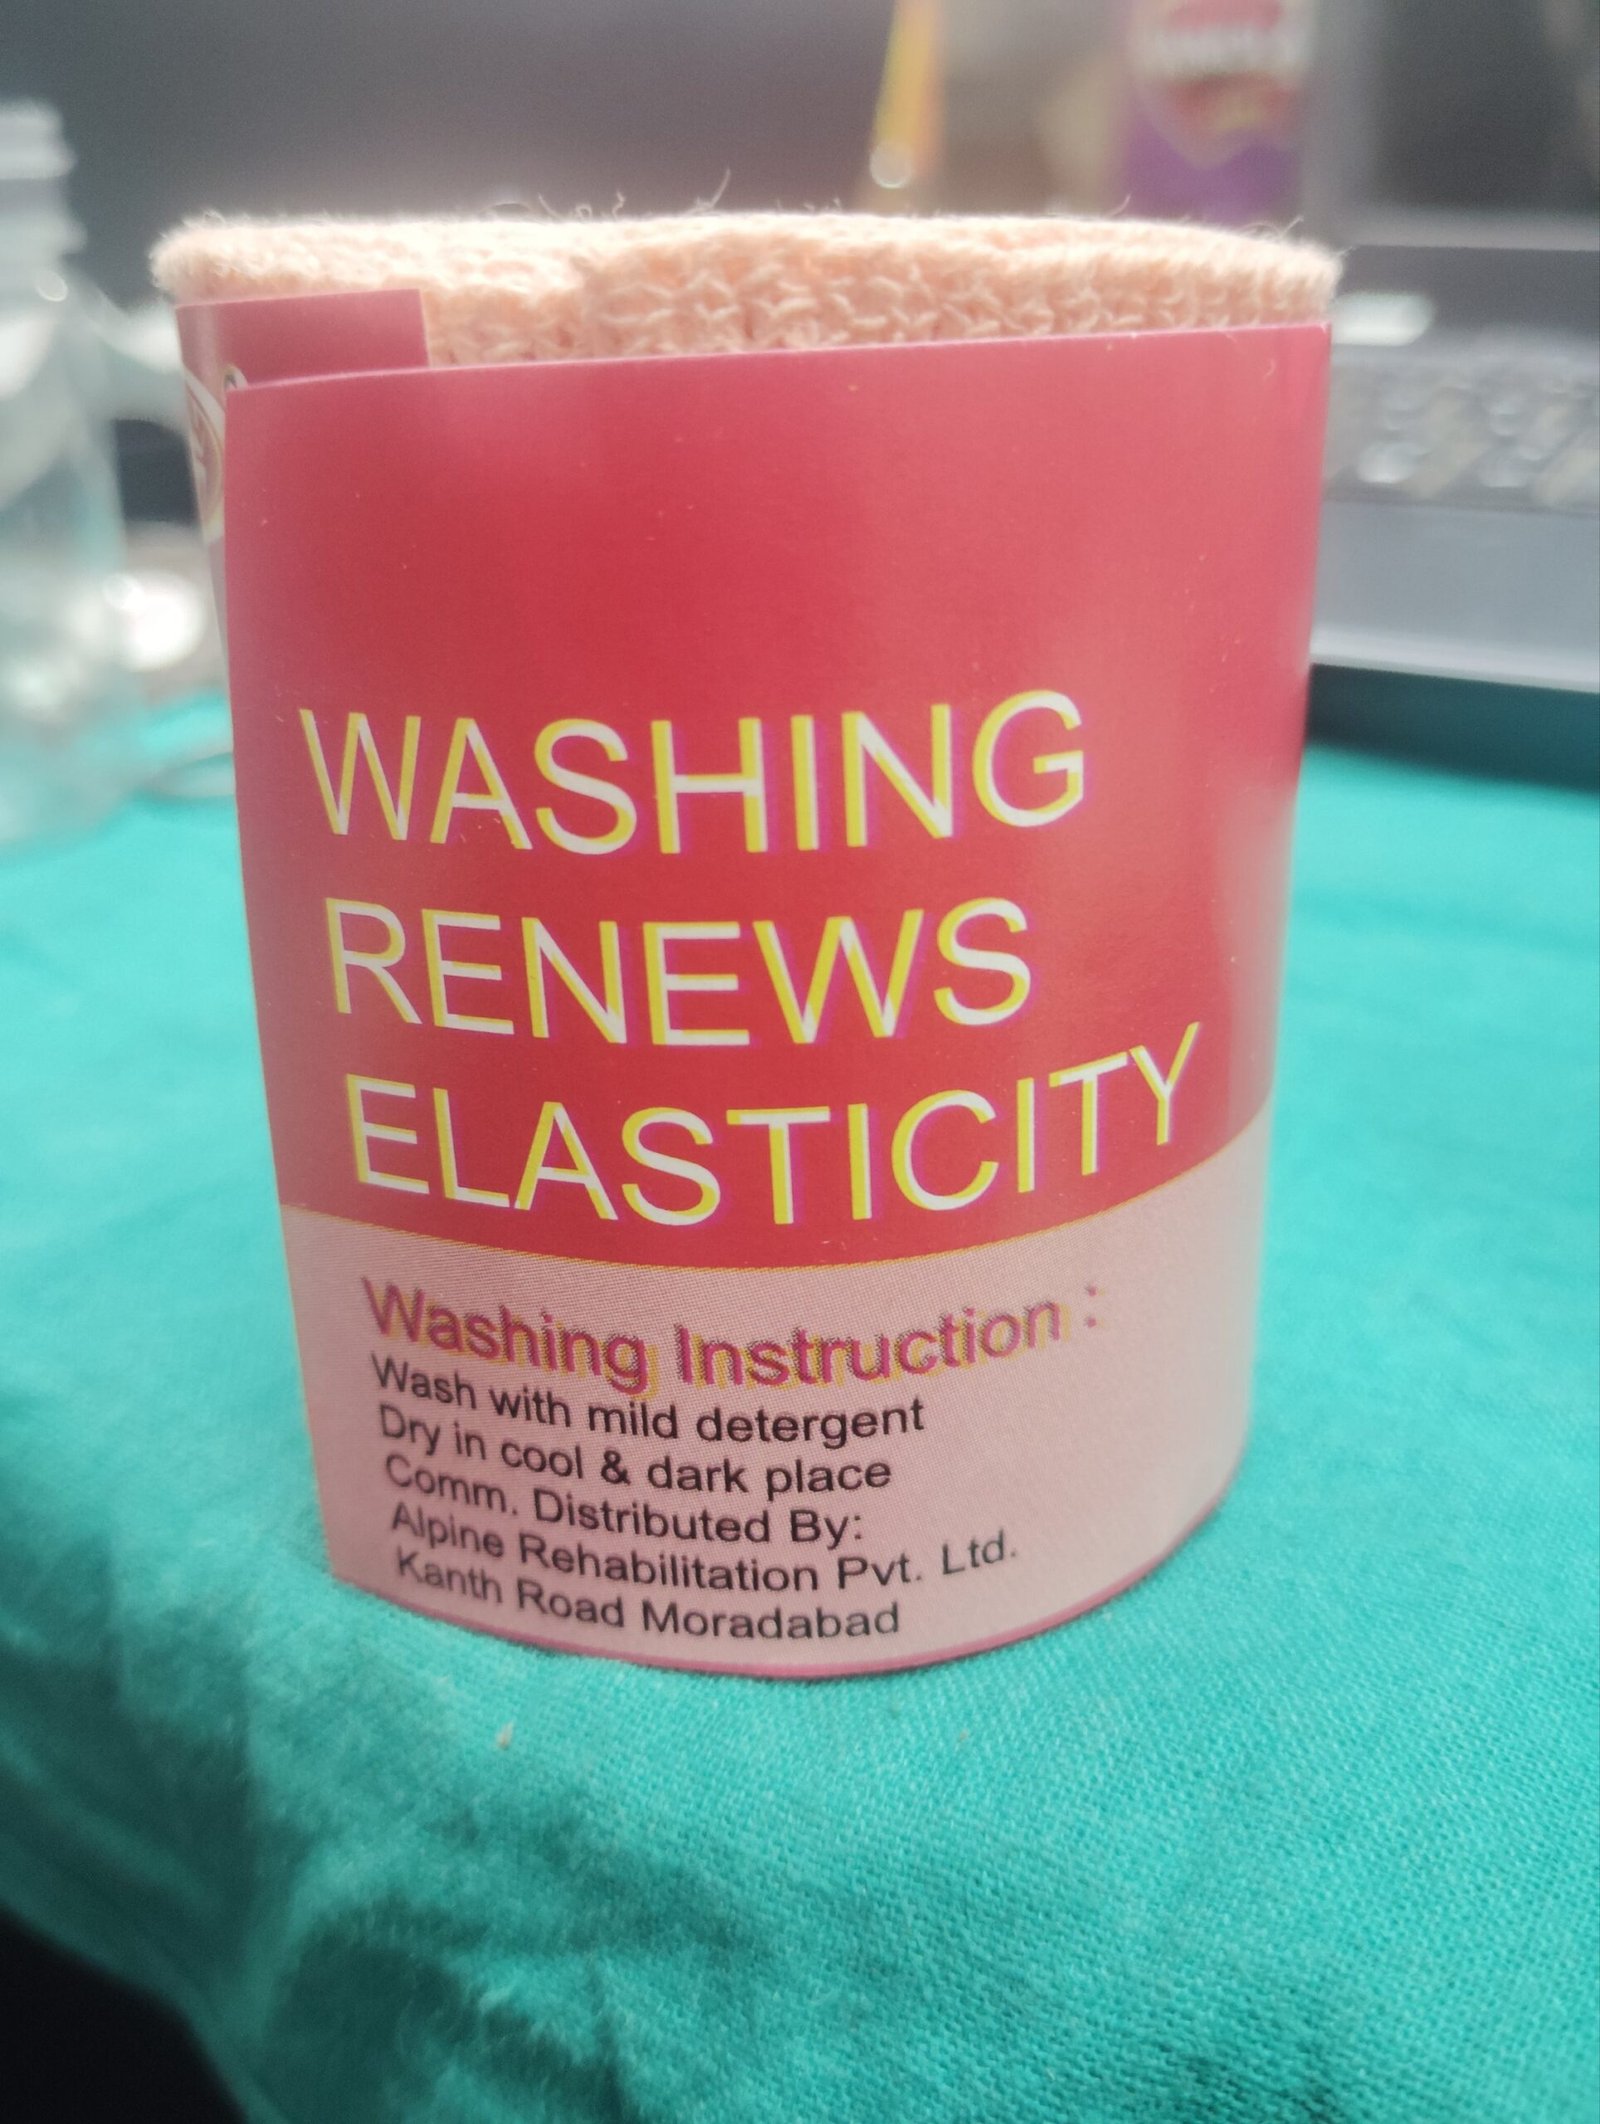 WASHING
RENEWS
ELASTICITY
Washing Instruction :
Wash with mild detergent
Dry in cool & dark place
Comm. Distributed By:
Alpine Rehabilitation Pvt. Ltd.
Kanth Road Moradabad